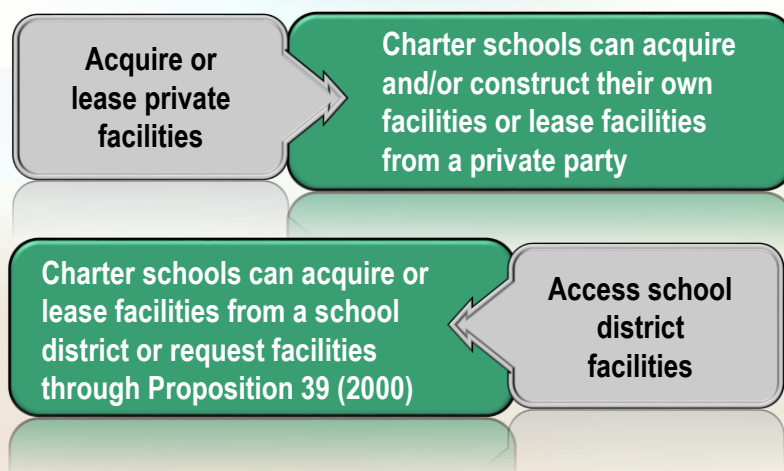 Acquire or
lease private
facilities
Charter schools can acquire
and/or construct their own
facilities or lease facilities
from a private party
Charter schools can acquire or
lease facilities from a school
district or request facilities
through Proposition 39 (2000)
Access school
district
facilities